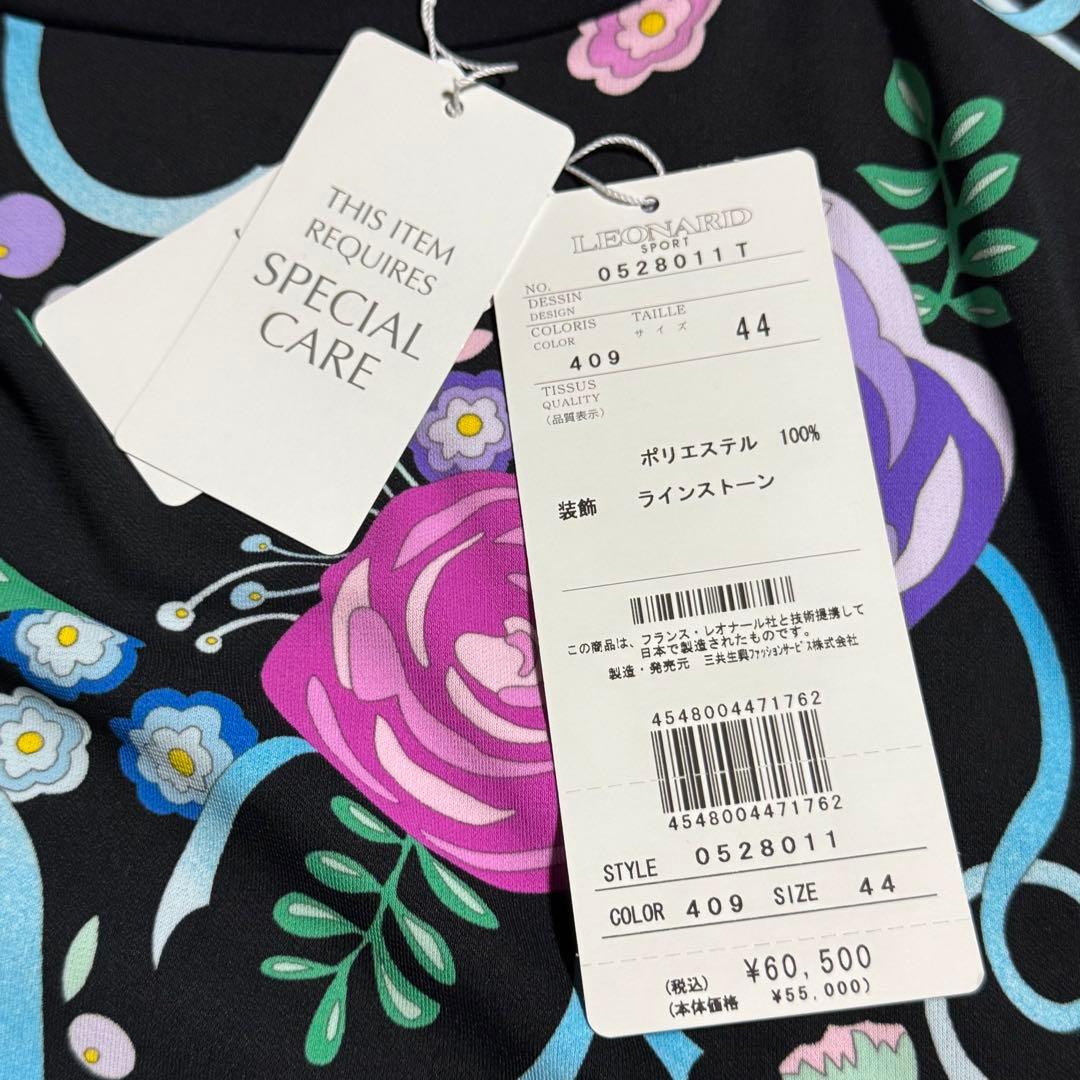 THIS ITEM
REQUIRES
SPECIAL
CARE
LEONARD
SPORT
NO. 0528011 T
DESSIN
DESIGN
COLORIS TAILLE
COLOR サイズ 44
409
TISSUS
QUALITY
(品質表示)
ポリエステル 100%
装飾 ラインストーン
この商品は、フランス・レオナール社と技術提携して
日本で製造されたものです。
製造・発売元 三共生興ファッションサービス株式会社
4548004471762
4548004471762
STYLE 0528011
COLOR 409 SIZE 44
(税込) ¥60,500
(本体価格 ¥55,000)